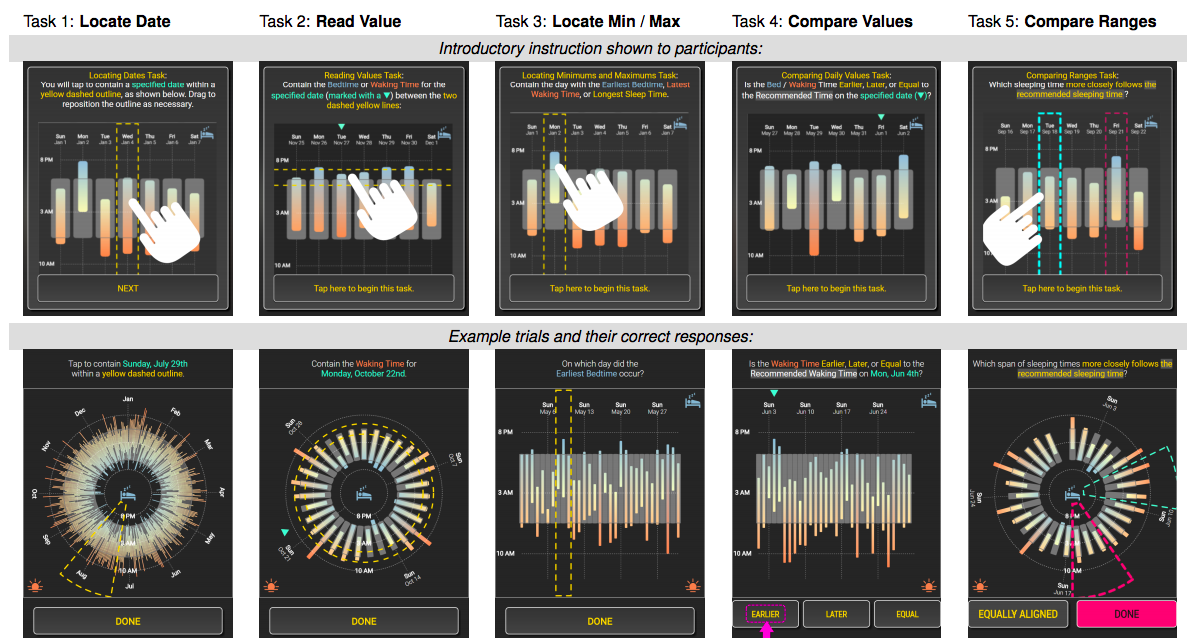 Task 1: Locate Date
Task 2: Read Value
Task 3: Locate Min / Max
Task 4: Compare Values
Task 5: Compare Ranges
Introductory instruction shown to participants:
Locating Dates Task:
You will tap to contain a specified date within a
yellow dashed outline, as shown below. Drag to
reposition the outline as necessary.
Sun Mon Tue Wed Thu Fri Sat
Jan 1 Jan 2 Jan 3 Jan 4 Jan 5 Jan 6 Jan 7
8 PM
3 AM
10 AM
NEXT
Reading Values Task:
Contain the Bedtime or Waking Time for the
specified date (marked with a ▼) between the two
dashed yellow lines:
Sun Mon Tue Wed Thu Fri Sat
Nov 25 Nov 26 Nov 27 Nov 28 Nov 29 Nov 30 Dec 1
8 PM
3 AM
10 AM
Tap here to begin this task.
Locating Minimums and Maximums Task:
Contain the day with the Earliest Bedtime, Latest
Waking Time, or Longest Sleep Time.
Sun Mon Tue Wed Thu Fri Sat
Jan 1 Jan 2 Jan 3 Jan 4 Jan 5 Jan 6 Jan 7
8 PM
3 AM
10 AM
Tap here to begin this task.
Comparing Daily Values Task:
Is the Bed / Waking Time Earlier, Later, or Equal to
the Recommended Time on the specified date (▼)?
Sun Mon Tue Wed Thu Fri Sat
May 27 May 28 May 29 May 30 May 31 Jun 1 Jun 2
8 PM
3 AM
10 AM
Tap here to begin this task.
Comparing Ranges Task:
Which sleeping time more closely follows the
recommended sleeping time?
Sun Mon Tue Wed Thu Fri Sat
Sep 16 Sep 17 Sep 18 Sep 19 Sep 20 Sep 21 Sep 22
8 PM
3 AM
Tap here to begin this task.
Example trials and their correct responses:
Tap to contain Sunday, July 29th
within a yellow dashed outline.
Jan
Feb
Mar
Apr
May
Jun
Jul
Aug
Sep
Oct
Nov
Dec
8 PM
10 AM
DONE
Contain the Waking Time for
Monday, October 22nd.
Sun
Oct 28
Sun
Oct 7
Sun
Oct 14
Sun
8 PM
10 AM
DONE
On which day did the
Earliest Bedtime occur?
Sun Sun Sun Sun
May 6 May 13 May 20 May 27
8 PM
3 AM
10 AM
DONE
Is the Waking Time Earlier, Later, or Equal to the
Recommended Waking Time on Mon, Jun 4th?
Sun Sun Sun Sun
Jun 3 Jun 10 Jun 17 Jun 24
8 PM
3 AM
10 AM
EARLIER
LATER
EQUAL
Which span of sleeping times more closely follows the
recommended sleeping time?
Sun
Jun 3
Sun
Jun 10
Sun
Jun 17
Sun
Jun 24
10 AM
EQUALLY ALIGNED
DONE